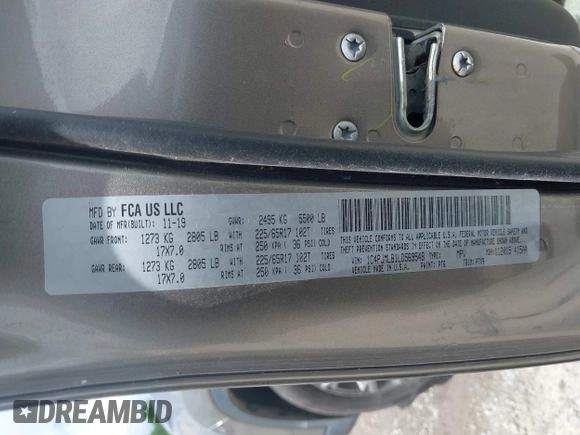 MFD BY FCA US LLC
DATE OF MFR(BUILT): 11-19 GVWR: 2495 KG 5500 LB
GAWR FRONT: 1273 KG 2805 LB WITH 225/65R17 102T TIRES
17X7.0 RIMS AT 250 KPA ( 36 PSI) COLD
GAWR REAR: 1273 KG 2805 LB WITH 225/65R17 102T TIRES
17X7.0 RIMS AT 250 KPA ( 36 PSI) COLD
THIS VEHICLE CONFORMS TO ALL APPLICABLE U.S.A. FEDERAL MOTOR VEHICLE SAFETY AND
THEFT PREVENTION STANDARDS IN EFFECT ON THE DATE OF MANUFACTURE SHOWN ABOVE.
PRODUCT OF U.S.A.
TYPE: MPV
DREAMBID